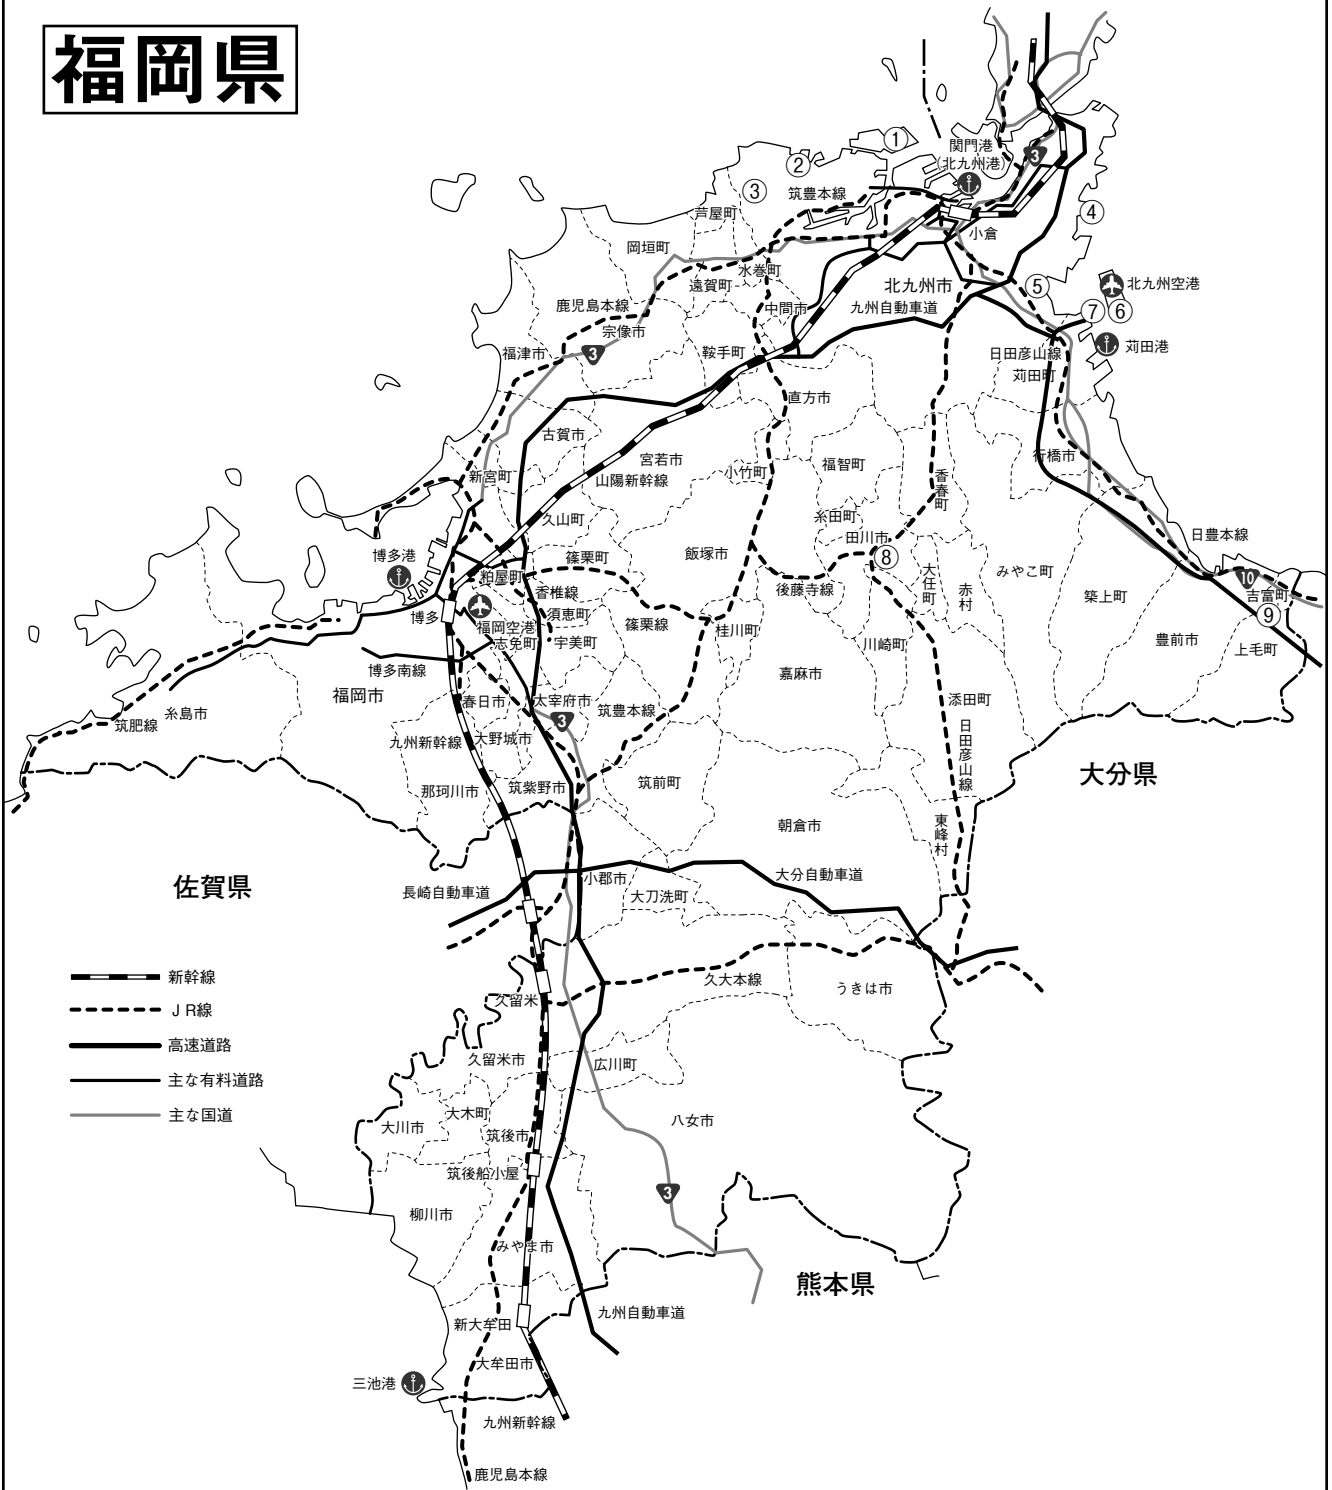 福岡県
①
関門港
(北九州港)
3
②
③
筑豊本線
芦屋町
④
小倉
岡垣町
水巻町
遠賀町
北九州市
⑤
北九州空港
鹿児島本線
中間市
九州自動車道
⑦
⑥
宗像市
福津市
3
鞍手町
日田彦山線
苅田港
苅田町
直方市
古賀市
宮若市
行橋市
新宮町
山陽新幹線
小竹町
福智町
香春町
久山町
糸田町
田川市
日豊本線
博多港
篠栗町
飯塚市
⑧
粕屋町
香椎線
後藤寺線
大任町
赤村
みやこ町
10
吉富町
博多
福岡空港
須恵町
志免町
宇美町
篠栗線
桂川町
築上町
⑨
川崎町
豊前市
上毛町
博多南線
福岡市
嘉麻市
春日市
太宰府市
筑豊本線
添田町
糸島市
筑肥線
3
日田彦山線
九州新幹線
大野城市
大分県
那珂川市
筑紫野市
筑前町
朝倉市
東峰村
佐賀県
長崎自動車道
小郡市
大刀洗町
大分自動車道
新幹線
久大本線
うきは市
久留米
JR線
高速道路
久留米市
広川町
主な有料道路
主な国道
大川市
大木町
筑後市
八女市
筑後船小屋
3
柳川市
みやま市
熊本県
新大牟田
九州自動車道
大牟田市
三池港
九州新幹線
鹿児島本線